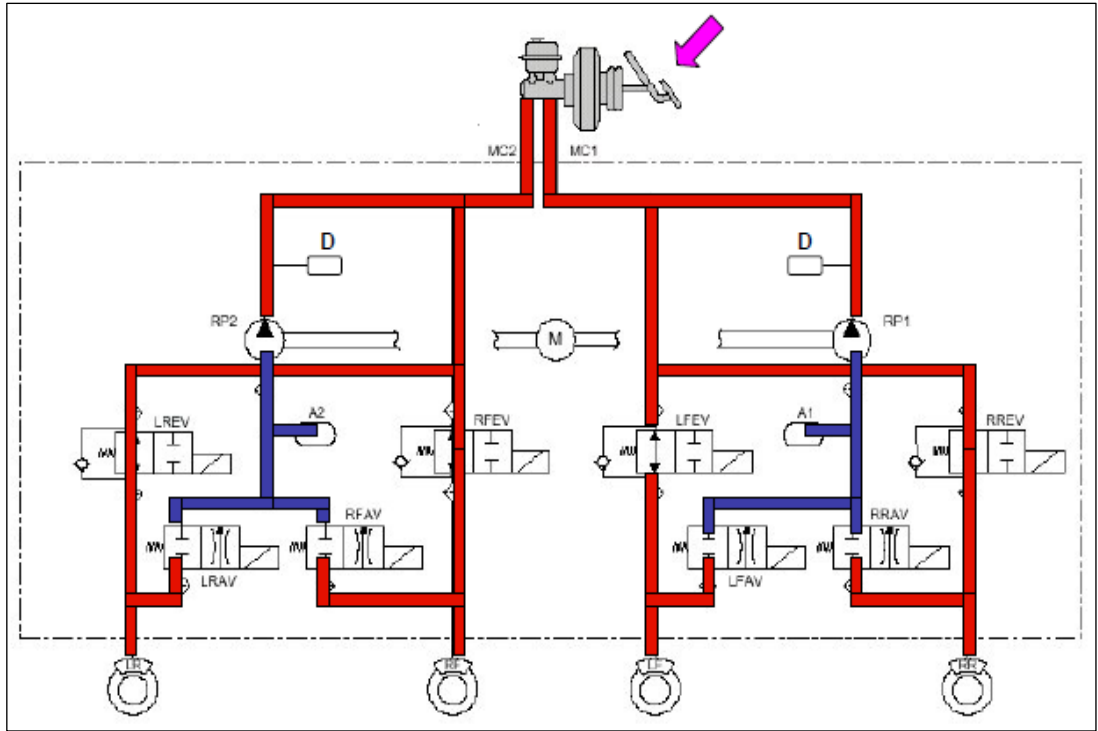 MC2
MC1
D
D
RP2
M
RP1
LREV
A2
RFEV
LFEV
A1
RREV
RFAV
RRAV
LRAV
LFAV
LR
RF
LF
RR